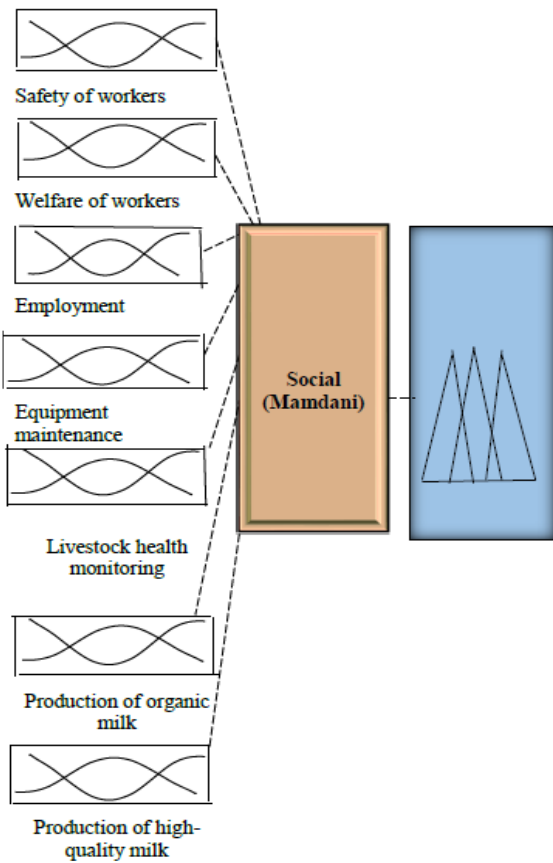 Safety of workers
Welfare of workers
Employment
Equipment
maintenance
Social
(Mamdani)
Livestock health
monitoring
Production of organic
milk
Production of high-
quality milk